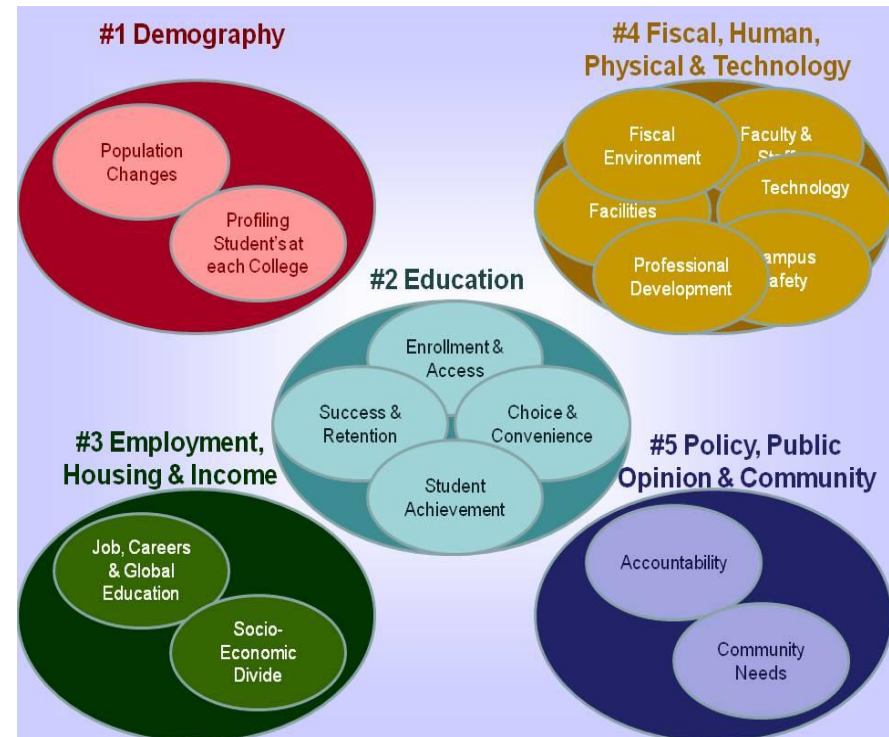 #1 Demography
Population
Changes
Profiling
Student's at
each College
#4 Fiscal, Human,
Physical & Technology
Fiscal
Environment
Faculty &
Technology
Facilities
Professional
Development
#2 Education
Enrollment &
Access
Success &
Retention
Choice &
Convenience
Student
Achievement
#3 Employment,
Housing & Income
Job, Careers
& Global
Education
Socio-
Economic
Divide
#5 Policy, Public
Opinion & Community
Accountability
Community
Needs